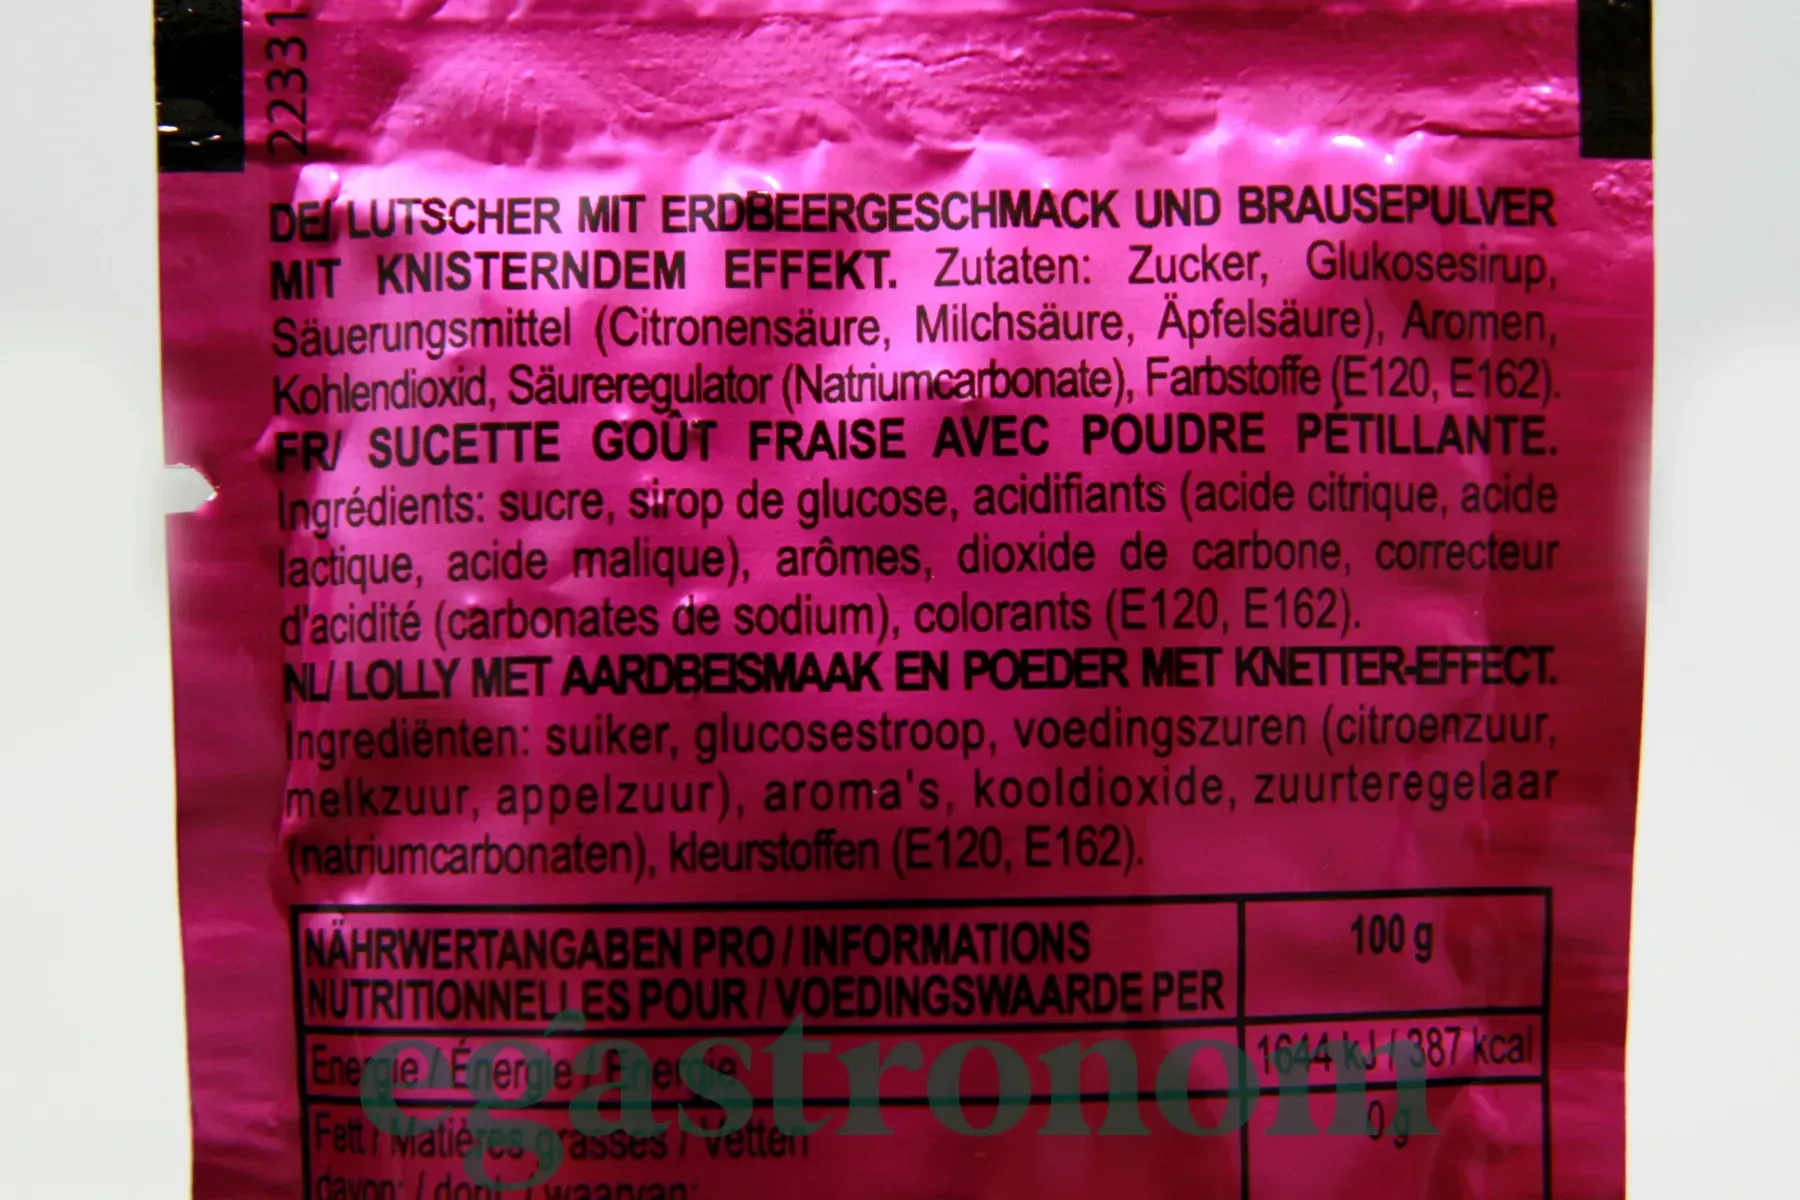 22331
DE/ LUTSCHER MIT ERDBEERGESCHMACK UND BRAUSEPULVER
MIT KNISTERNDEM EFFEKT. Zutaten: Zucker, Glukosesirup,
Säuerungsmittel (Citronensäure, Milchsäure, Äpfelsäure), Aromen,
Kohlendioxid, Säureregulator (Natriumcarbonate), Farbstoffe (E120, E162).
FR/ SUCETTE GOÛT FRAISE AVEC POUDRE PÉTILLANTE.
Ingrédients: sucre, sirop de glucose, acidifiants (acide citrique, acide
lactique, acide malique), arômes, dioxide de carbone, correcteur
d'acidité (carbonates de sodium), colorants (E120, E162).
NL/ LOLLY MET AARDBEISMAAK EN POEDER MET KNETTER-EFFECT.
Ingrediënten: suiker, glucosestroop, voedingszuren (citroenzuur,
melkzuur, appelzuur), aroma's, kooldioxide, zuurteregelaar
(natriumcarbonaten), kleurstoffen (E120, E162).
NÄHRWERTANGABEN PRO / INFORMATIONS
NUTRITIONNELLES POUR / VOEDINGSWAARDE PER
100 g
Energie / Énergie / Energie
1644 kJ / 387 kcal
Fett / Matières grasses / Vetten
0 g
davon: / dont / waarvan:
egastronom